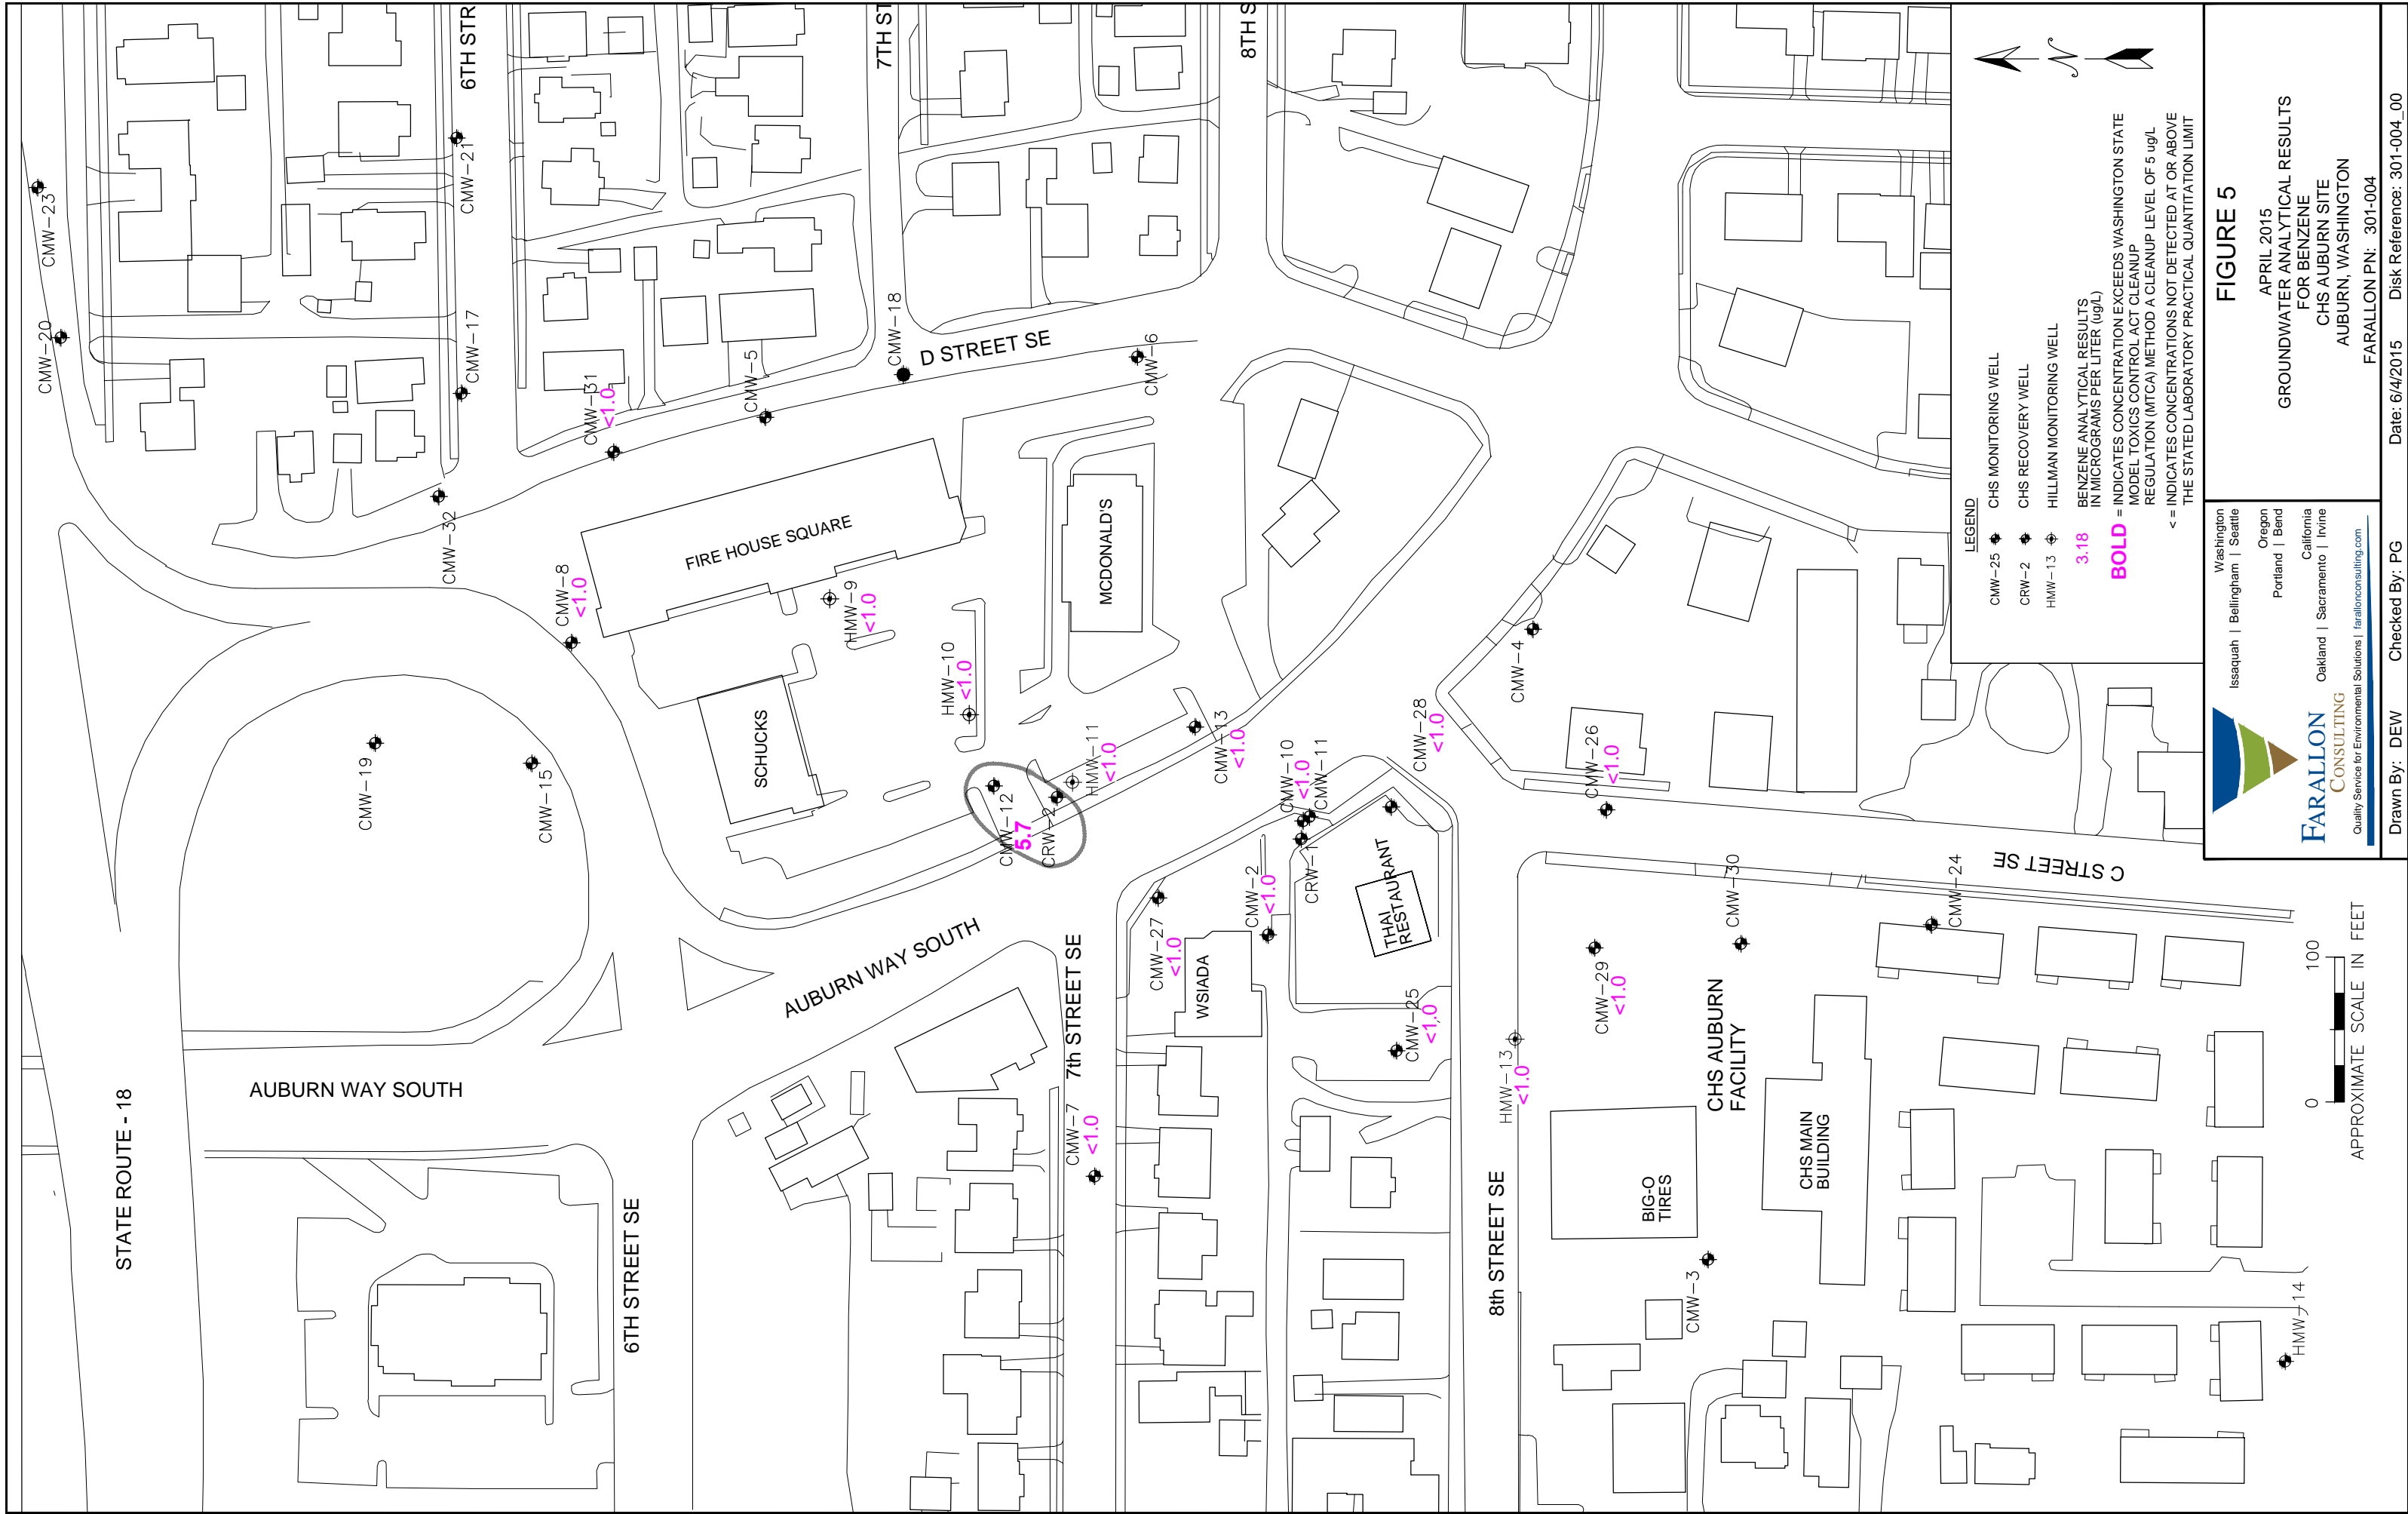 STATE ROUTE - 18
AUBURN WAY SOUTH
6TH STREET SE
AUBURN WAY SOUTH
7th STREET SE
8th STREET SE
C STREET SE
D STREET SE
6TH STR
7TH ST
8TH S
CMW-23
CMW-20
CMW-21
CMW-17
CMW-32
CMW-31
<1.0
CMW-5
CMW-18
CMW-6
CMW-8
<1.0
FIRE HOUSE SQUARE
HMW-9
<1.0
HMW-10
<1.0
MCDONALD'S
SCHUCKS
CMW-19
CMW-15
CMW-12
5.7
CRW-2
HMW-11
<1.0
CMW-13
<1.0
CMW-10
<1.0
CMW-11
CRW-1
CMW-28
<1.0
CMW-4
CMW-26
<1.0
CMW-2
<1.0
CMW-27
<1.0
WSIADA
THAI
RESTAURANT
CMW-25
<1.0
CMW-7
<1.0
HMW-13
<1.0
CMW-29
<1.0
CMW-30
CMW-24
CHS AUBURN
FACILITY
BIG-O
TIRES
CHS MAIN
BUILDING
CMW-3
HMW-14
0 100
APPROXIMATE SCALE IN FEET
N
LEGEND
CMW-25 CHS MONITORING WELL
CRW-2 CHS RECOVERY WELL
HMW-13 HILLMAN MONITORING WELL
3.18 BENZENE ANALYTICAL RESULTS
IN MICROGRAMS PER LITER (ug/L)
BOLD = INDICATES CONCENTRATION EXCEEDS WASHINGTON STATE
MODEL TOXICS CONTROL ACT CLEANUP
REGULATION (MTCA) METHOD A CLEANUP LEVEL OF 5 ug/L
< = INDICATES CONCENTRATIONS NOT DETECTED AT OR ABOVE
THE STATED LABORATORY PRACTICAL QUANTITATION LIMIT
FARALLON
CONSULTING
Washington
Issaquah | Bellingham | Seattle
Oregon
Portland | Bend
California
Oakland | Sacramento | Irvine
Quality Service for Environmental Solutions | farallonconsulting.com
FIGURE 5
APRIL 2015
GROUNDWATER ANALYTICAL RESULTS
FOR BENZENE
CHS AUBURN SITE
AUBURN, WASHINGTON
FARALLON PN: 301-004
Drawn By: DEW Checked By: PG Date: 6/4/2015 Disk Reference: 301-004_00